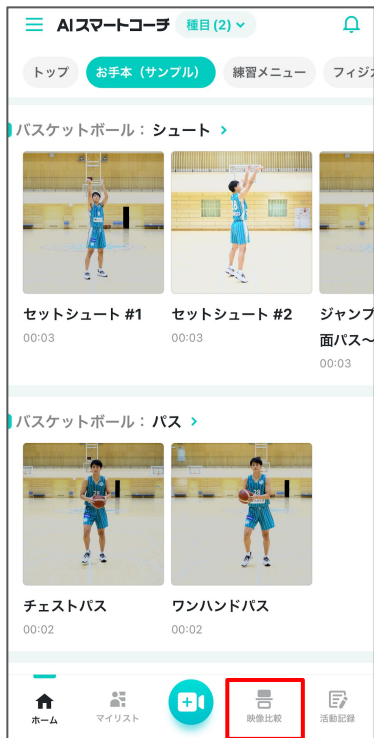 AIスマートコーチ 種目(2)
トップ お手本（サンプル） 練習メニュー フィジカ
バスケットボール： シュート
セットシュート #1 セットシュート #2 ジャンプ
面パス〜
00:03 00:03
00:03
バスケットボール： パス
チェストパス ワンハンドパス
00:02 00:02
ホーム マイリスト 映像比較 活動記録